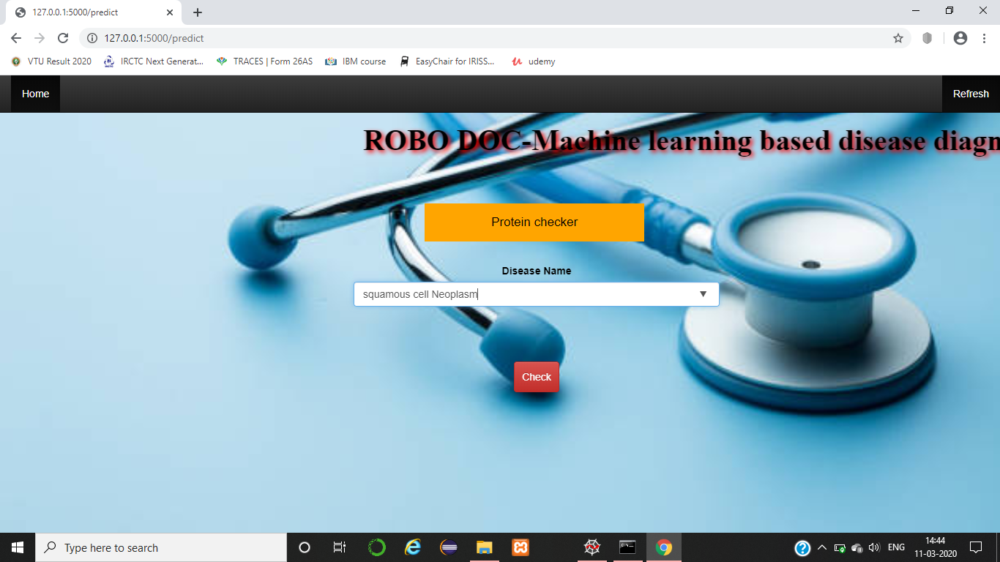 127.0.0.1:5000/predict
127.0.0.1:5000/predict
VTU Result 2020 IRCTC Next Generat... TRACES | Form 26AS IBM course EasyChair for IRISS... udemy
Home Refresh
ROBO DOC-Machine learning based disease diagn
Protein checker
Disease Name
squamous cell Neoplasm
Check
Type here to search
ENG
14:44
11-03-2020